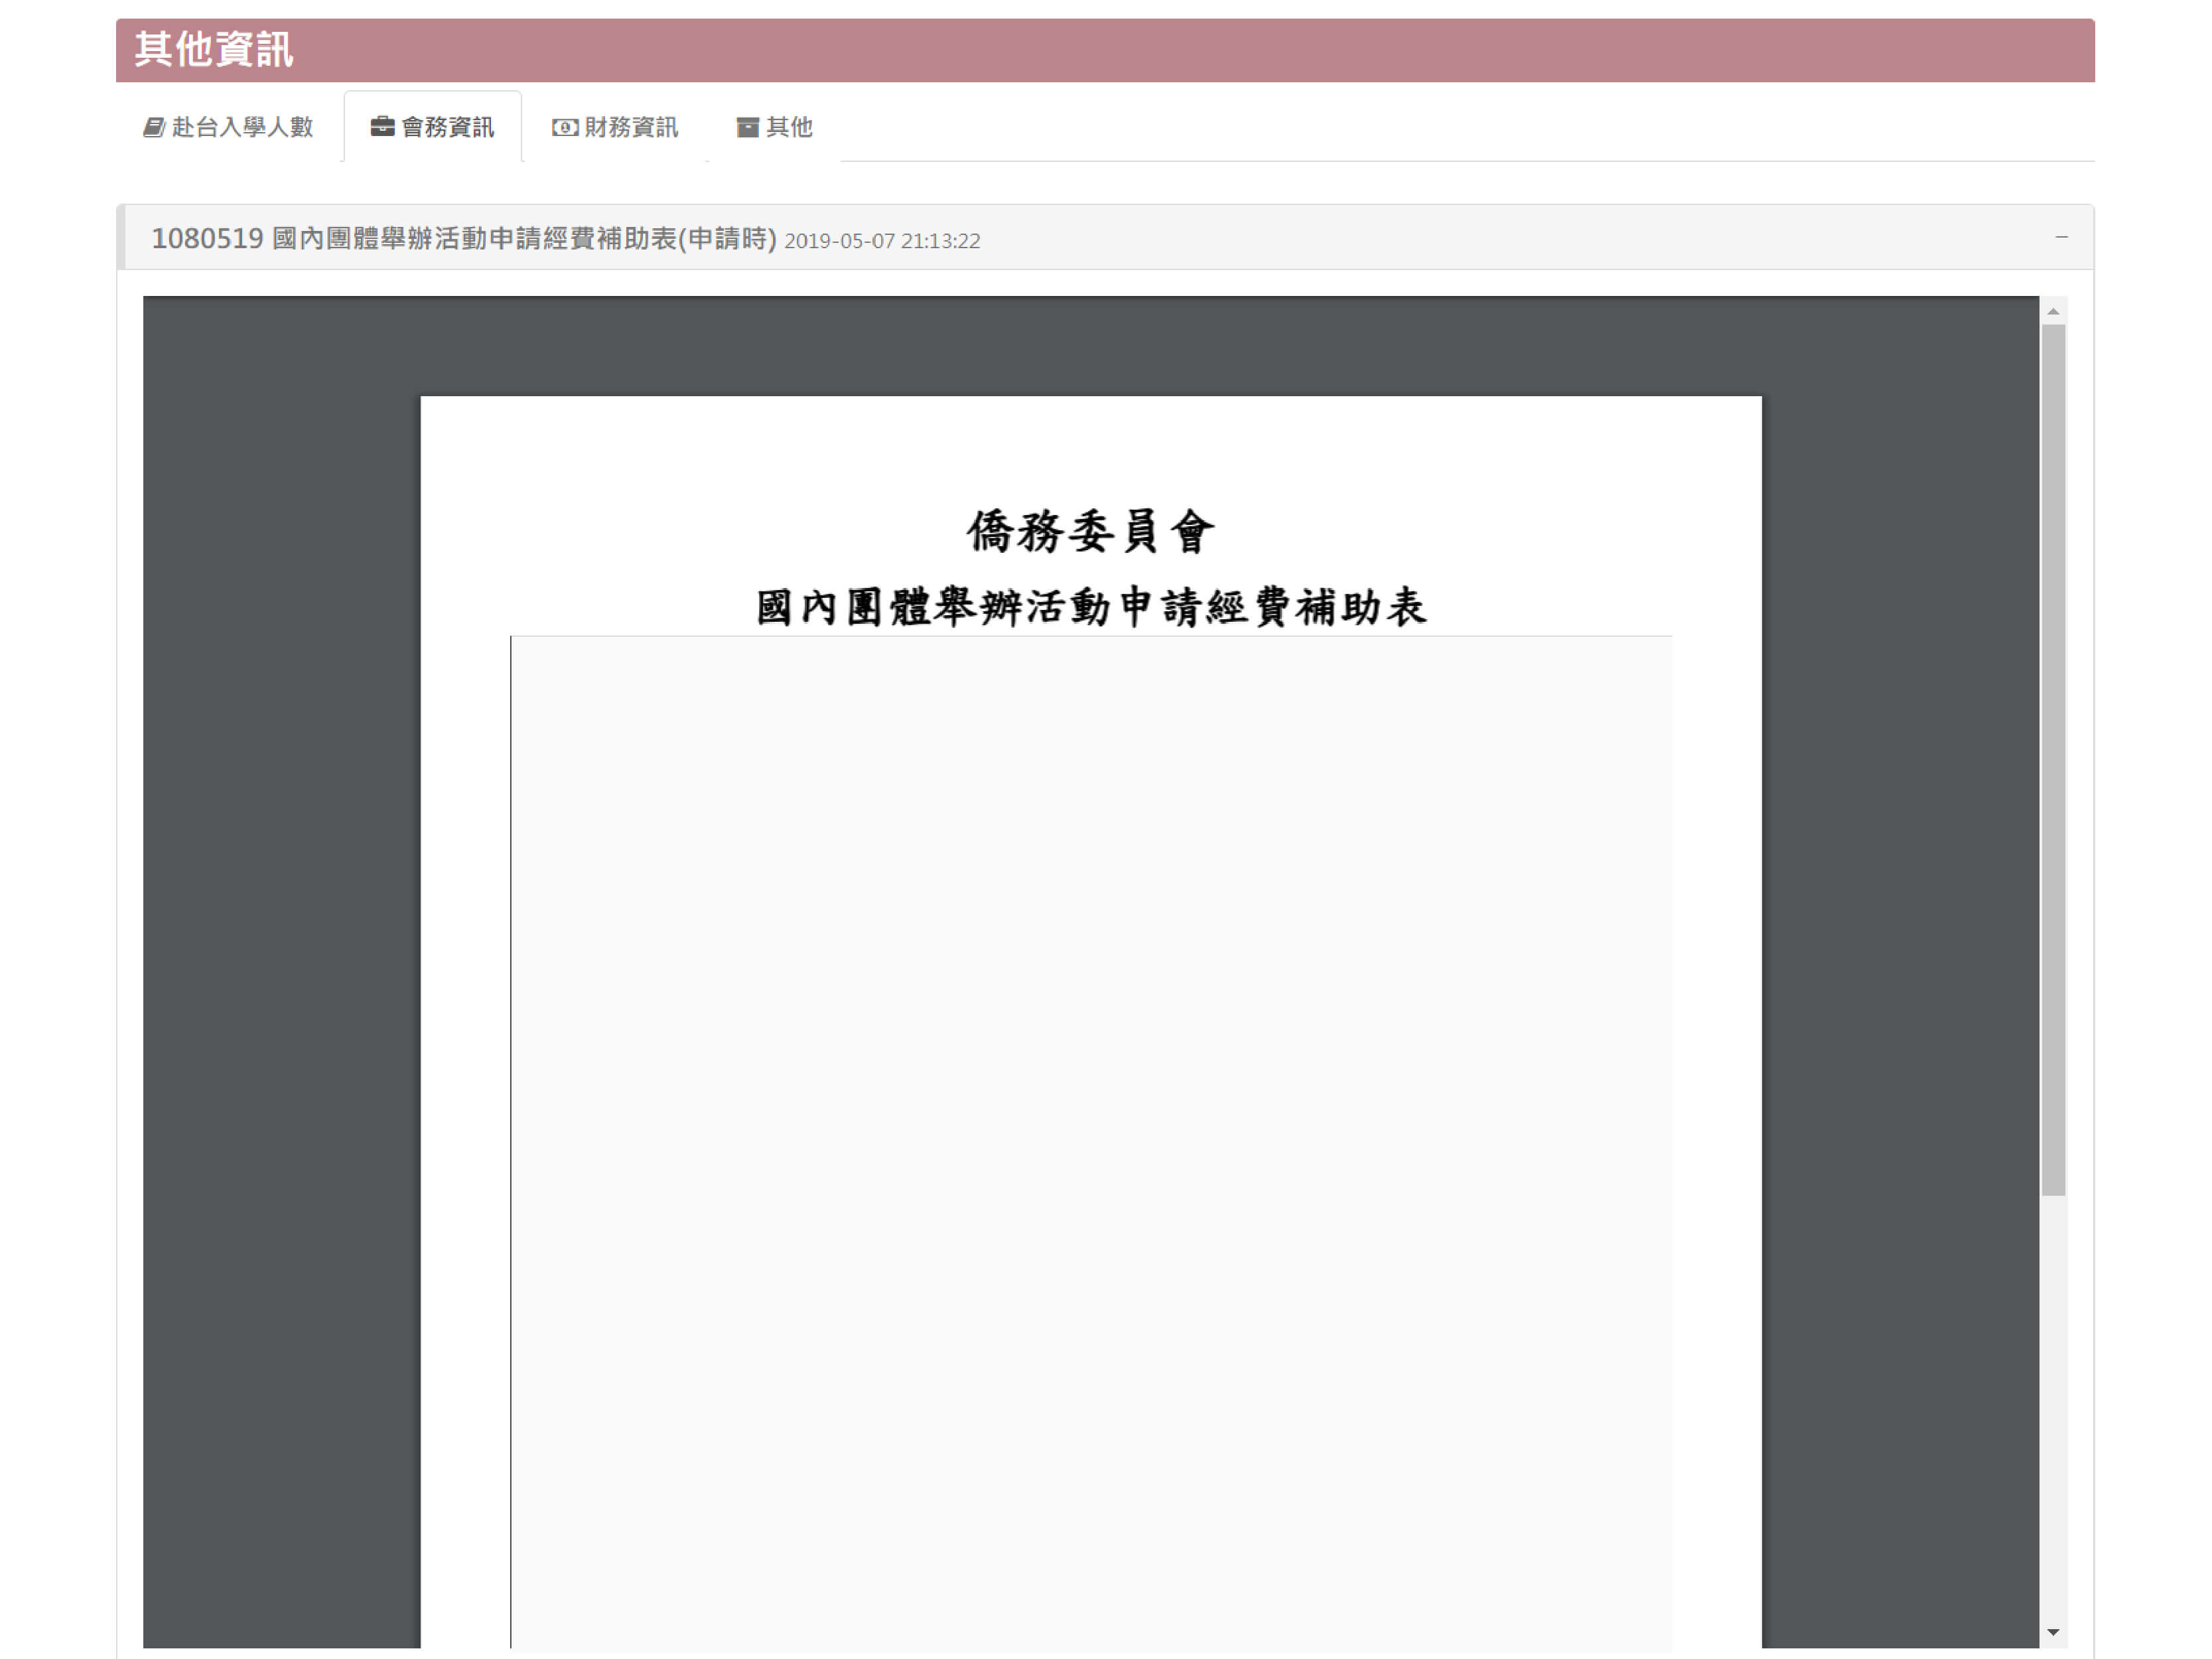 其他資訊
赴台入學人數
會務資訊
財務資訊
其他
1080519 國內團體舉辦活動申請經費補助表(申請時) 2019-05-07 21:13:22
僑務委員會
國內團體舉辦活動申請經費補助表